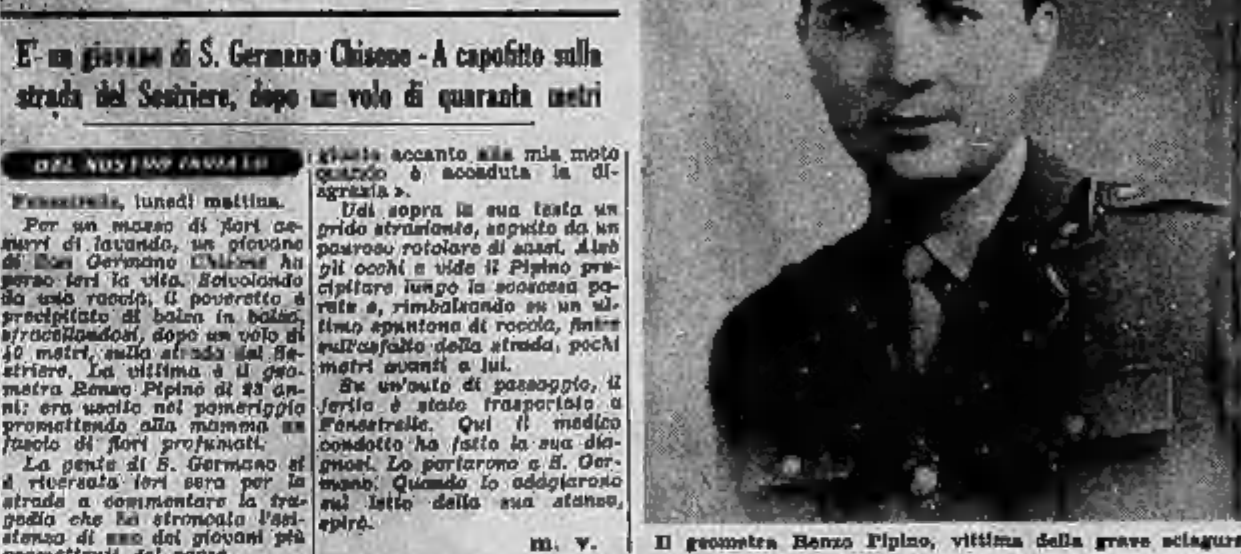 E' un giovane di S. Germano Chisone - A capofitto sulla
strada del Sestriere, dopo un volo di quaranta metri
DAL NOSTRO INVIATO
Fenestrelle, lunedì mattina.
Per un mazzo di fiori az-
zurri di lavanda, un giovane
di San Germano Chisone ha
perso ieri la vita. Scivolando
da una roccia, il poveretto è
precipitato di balza in balza,
sfracellandosi, dopo un volo di
40 metri, sulla strada del Se-
striere. La vittima è il geo-
metra Renzo Pipino di 23 an-
ni: era uscito nel pomeriggio
promettendo alla mamma un
fascio di fiori profumati.
La gente di S. Germano si
è riversata ieri sera per la
strada a commentare la tra-
gedia che ha stroncato l'esi-
stenza di uno dei giovani più
del
accanto alla mia moto
quando è accaduta la di-
sgrazia ».
Udì sopra la sua testa un
grido straziante, seguito da un
pauroso rotolare di sassi. Alzò
gli occhi e vide il Pipino pre-
cipitare lungo la scoscesa pa-
rete e, rimbalzando su un ul-
timo spuntone di roccia, finire
sull'asfalto della strada, pochi
metri avanti a lui.
Su un'auto di passaggio, il
ferito è stato trasportato a
Fenestrelle. Qui il medico
condotto ha fatto la sua dia-
gnosi. Lo portarono a S. Ger-
mano. Quando lo adagiarono
sul letto della sua stanza,
spirò.
m. v.
Il geometra Renzo Pipino, vittima della grave sciagura